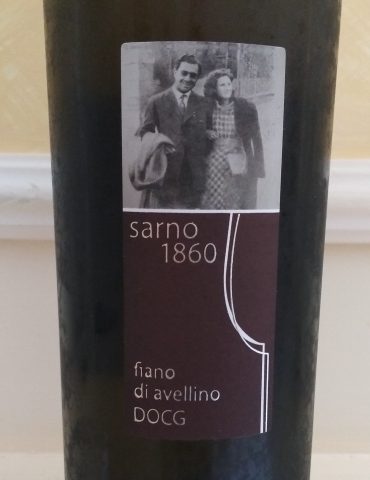 sarno
1860
fiano
di avellino
DOCG